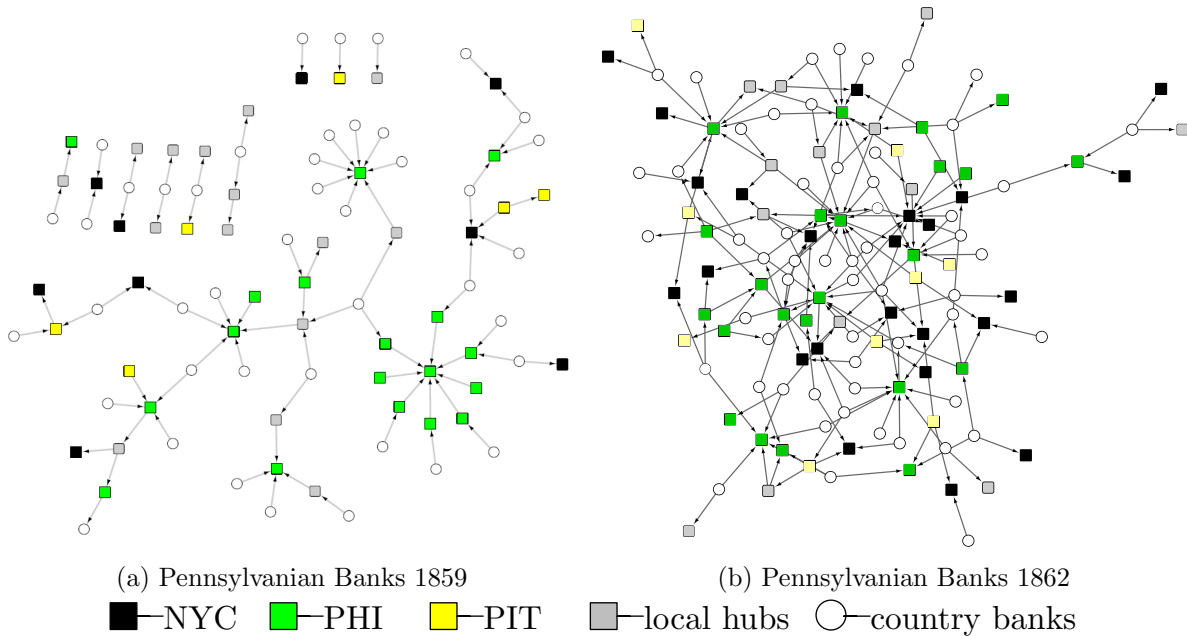 (a) Pennsylvanian Banks 1859
(b) Pennsylvanian Banks 1862
NYC PHI PIT local hubs country banks